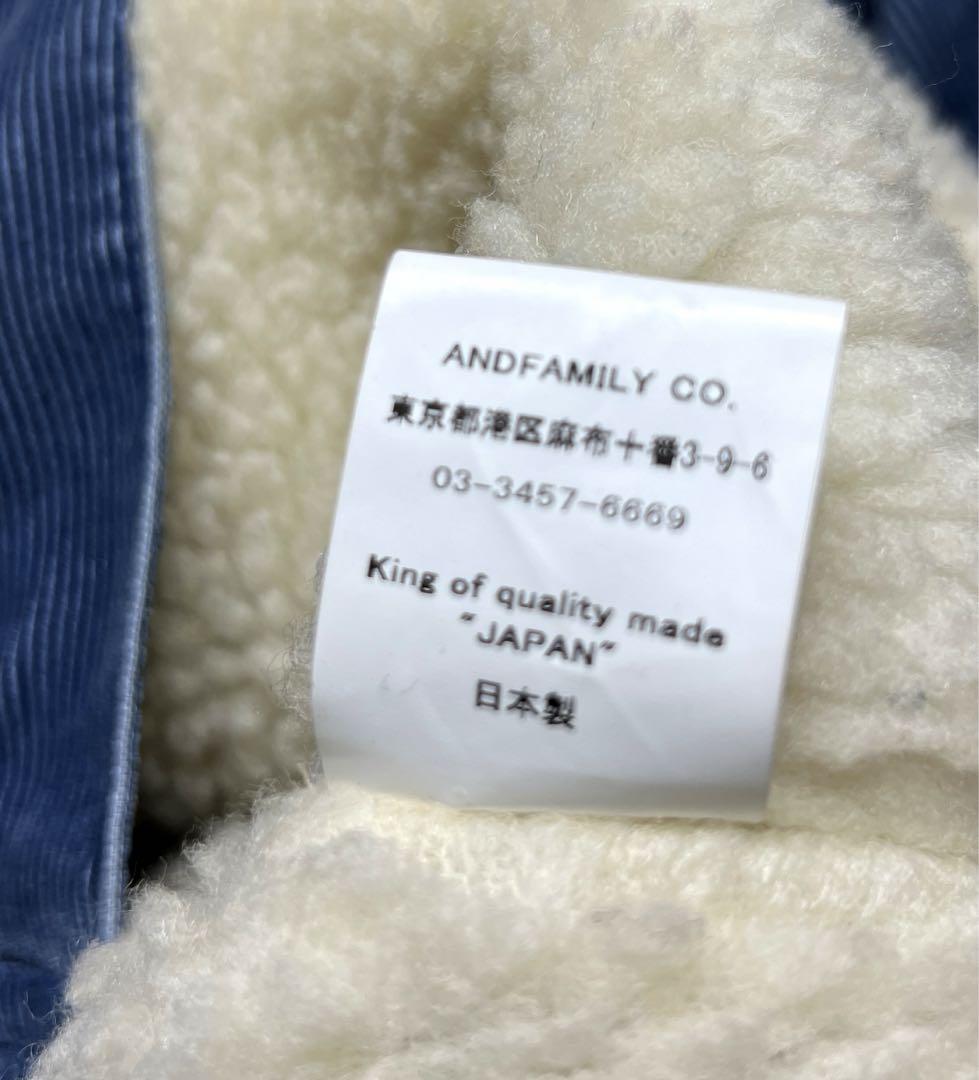 ANDFAMILY CO.
東京都港区麻布十番3-9-6
03-3457-6669
King of quality made
"JAPAN"
日本製